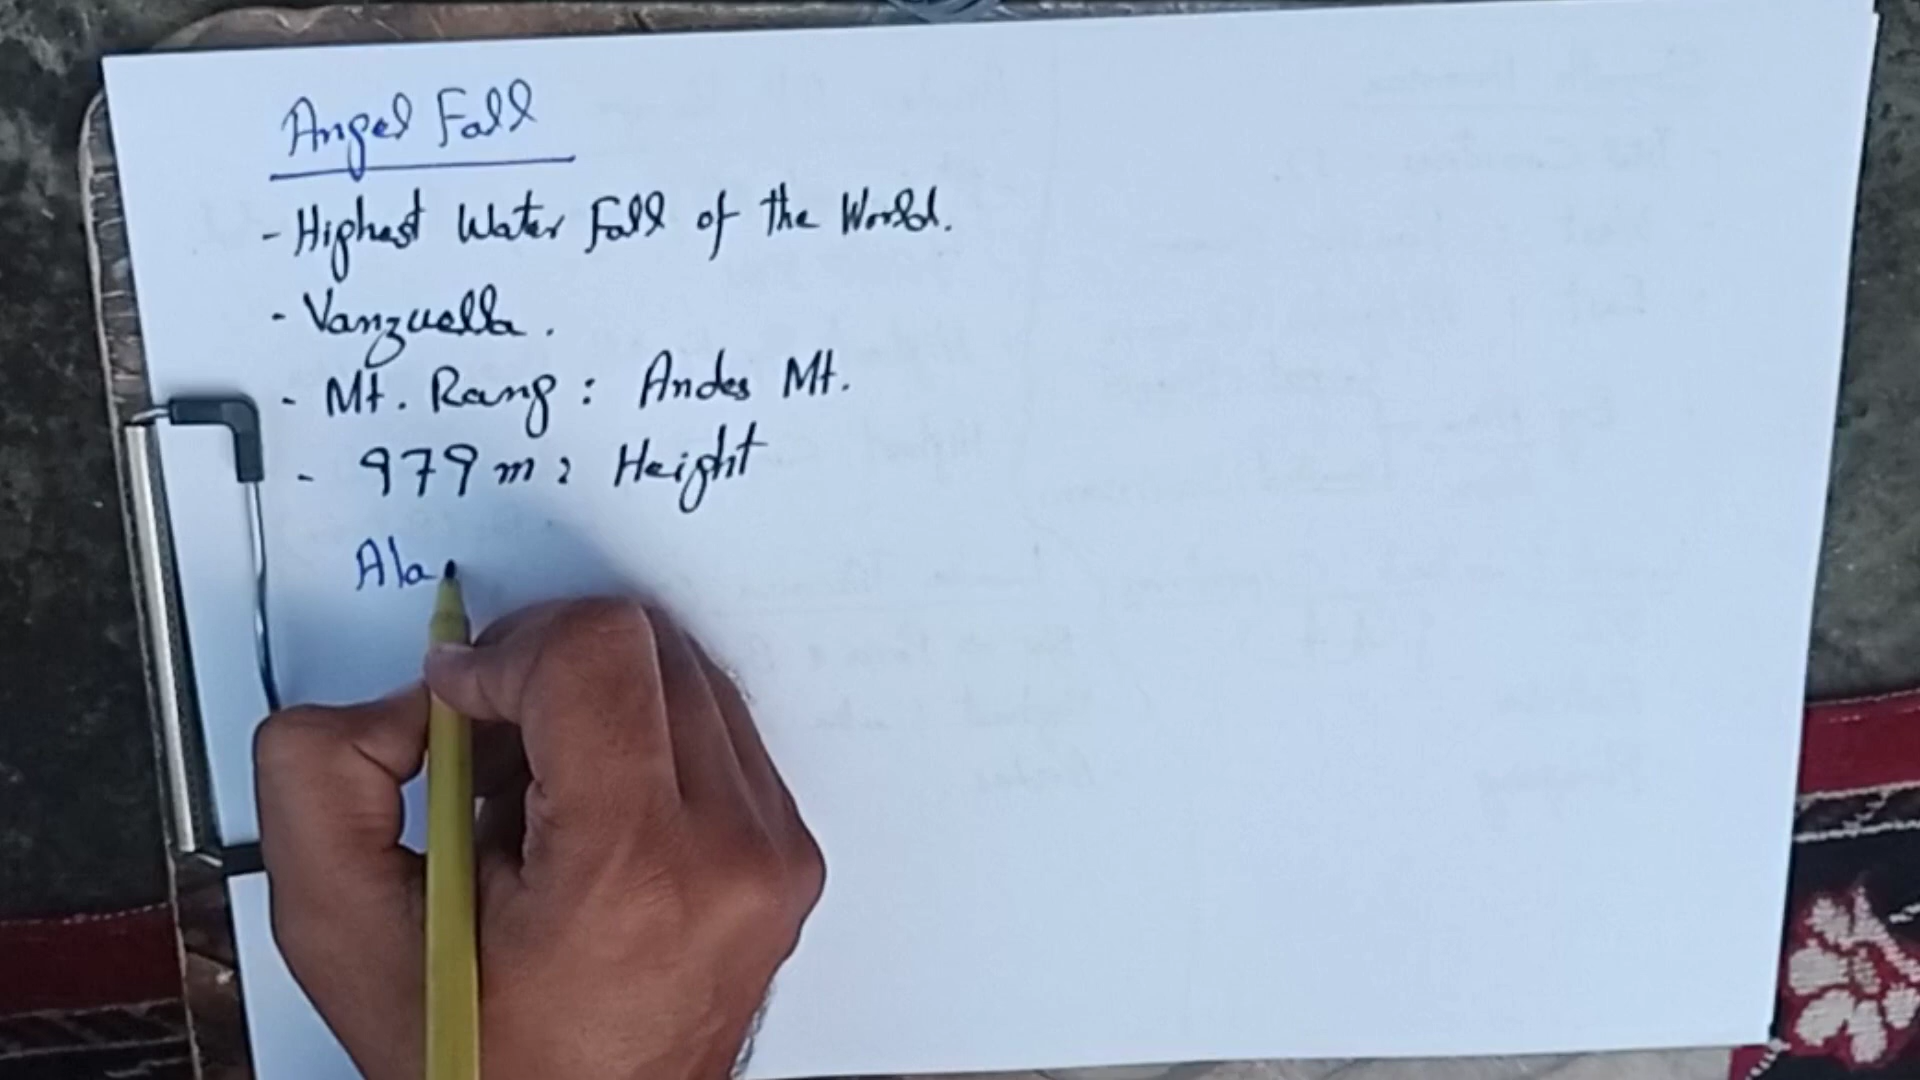 Angel Fall
- Highest Water Fall of the World.
- Vanzuella.
- Mt. Rang : Andes Mt.
- 979 m : Height
Ala